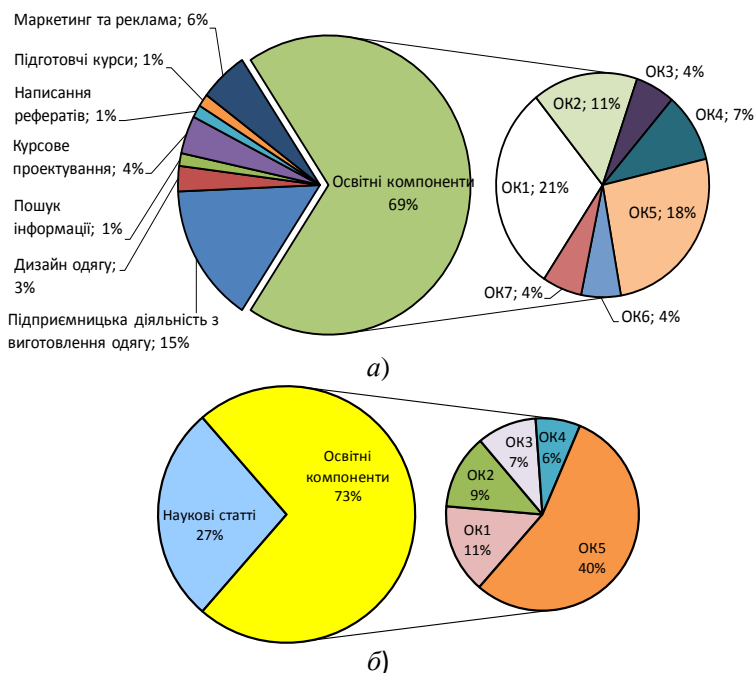 Маркетинг та реклама; 6%
Підготовчі курси; 1%
Написання
рефератів; 1%
Курсове
проектування; 4%
Пошук
інформації; 1%
Дизайн одягу;
3%
Підприємницька діяльність з
виготовлення одягу; 15%
Освітні компоненти
69%
ОК1; 21%
ОК2; 11%
ОК3; 4%
ОК4; 7%
ОК5; 18%
ОК6; 4%
ОК7; 4%
а)
Наукові статті
27%
Освітні
компоненти
73%
ОК1
11%
ОК2
9%
ОК3
7%
ОК4
6%
ОК5
40%
б)